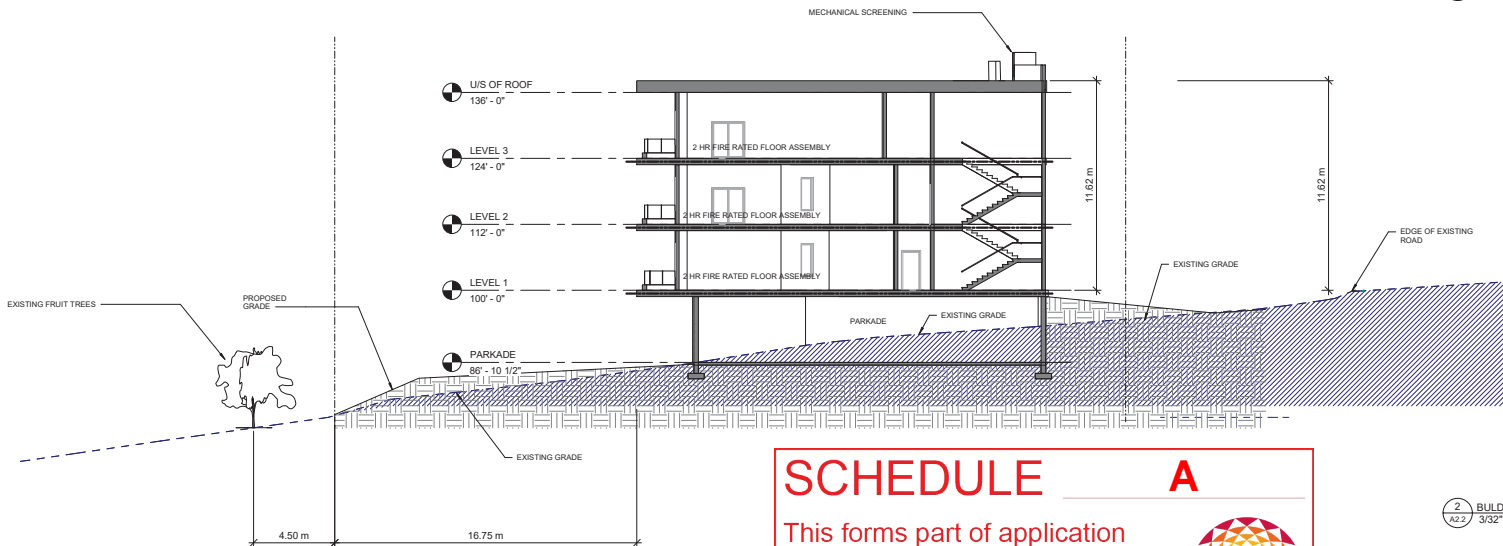 MECHANICAL SCREENING
U/S OF ROOF
136' - 0"
2 HR FIRE RATED FLOOR ASSEMBLY
LEVEL 3
124' - 0"
11.62 m
11.62 m
2 HR FIRE RATED FLOOR ASSEMBLY
LEVEL 2
112' - 0"
EDGE OF EXISTING
ROAD
EXISTING GRADE
2 HR FIRE RATED FLOOR ASSEMBLY
LEVEL 1
100' - 0"
EXISTING FRUIT TREES
PROPOSED
GRADE
PARKADE
EXISTING GRADE
PARKADE
86' - 10 1/2"
EXISTING GRADE
SCHEDULE A
This forms part of application
2
A2.2
BULD
3/32"
4.50 m
16.75 m